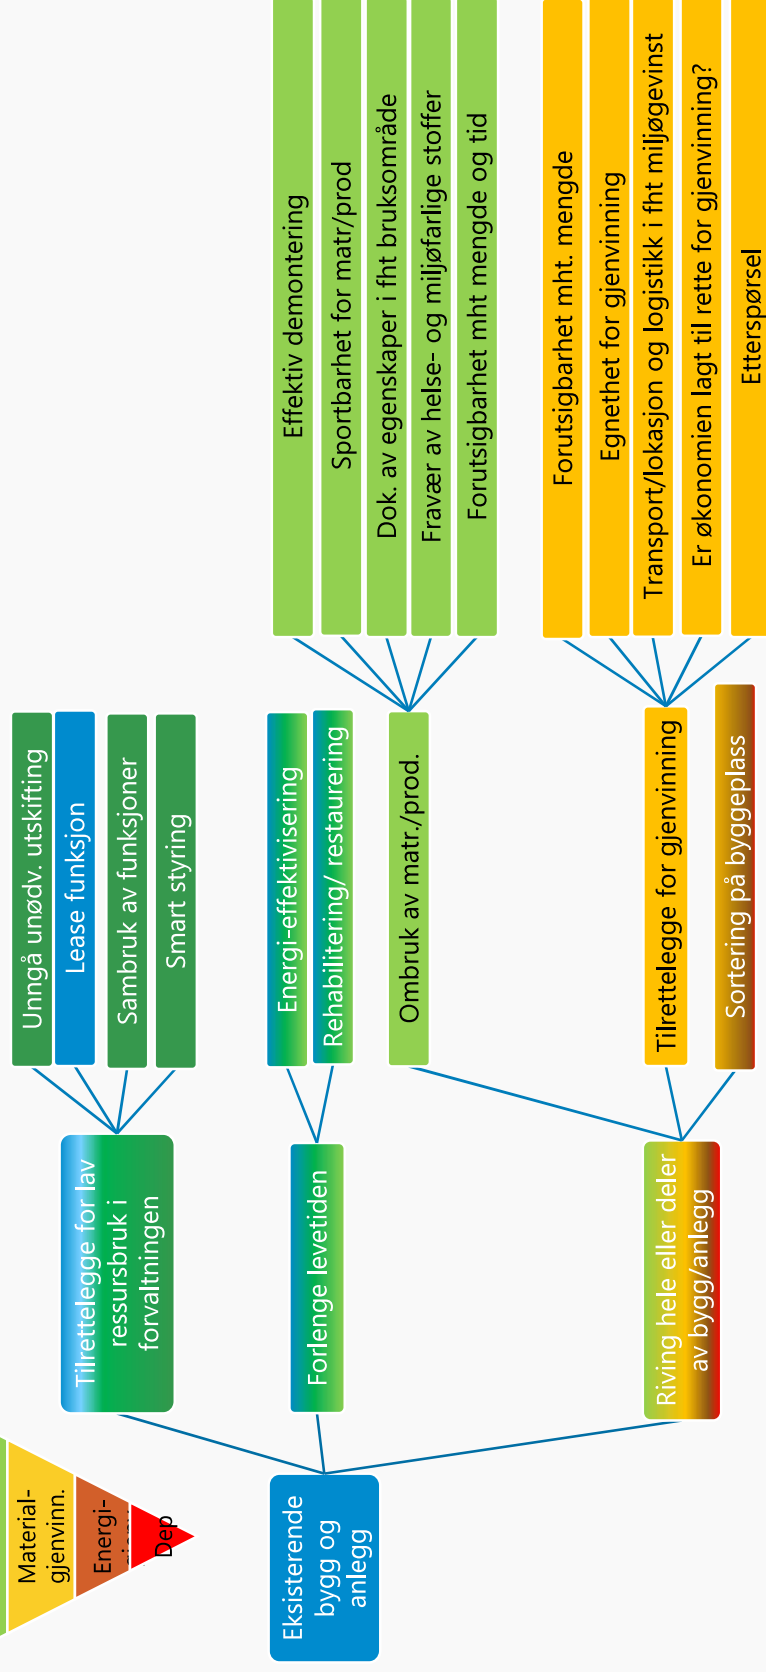 Material-
gjenvinn.
Energi-
Dep
Eksisterende
bygg og
anlegg
Tilrettelegge for lav
ressursbruk i
forvaltningen
Unngå unødv. utskifting
Lease funksjon
Sambruk av funksjoner
Smart styring
Forlenge levetiden
Energi-effektivisering
Rehabilitering/ restaurering
Riving hele eller deler
av bygg/anlegg
Ombruk av matr./prod.
Effektiv demontering
Sportbarhet for matr/prod
Dok. av egenskaper i fht bruksområde
Fravær av helse- og miljøfarlige stoffer
Forutsigbarhet mht mengde og tid
Tilrettelegge for gjenvinning
Forutsigbarhet mht. mengde
Egnethet for gjenvinning
Transport/lokasjon og logistikk i fht miljøgevinst
Er økonomien lagt til rette for gjenvinning?
Etterspørsel
Sortering på byggeplass